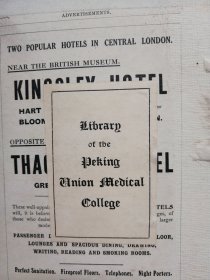 ADVERTISEMENTS.
TWO POPULAR HOTELS IN CENTRAL LONDON.
NEAR THE BRITISH MUSEUM.
KINGSLEY HOTEL
HART
BLOOM
OPPOSITE
THAC
EL
GRE
Library
of the
Peking
Union Medical
College
These well-appoi
TELS
will, it is believe
of
those who desire
larger
mode
PASSENGER
LOOR,
LOUNGES AND SPACIOUS DINING, DRAWING,
WRITING, READING AND SMOKING ROOMS.
Perfect Sanitation. Fireproof Floors. Telephones. Night Porters.